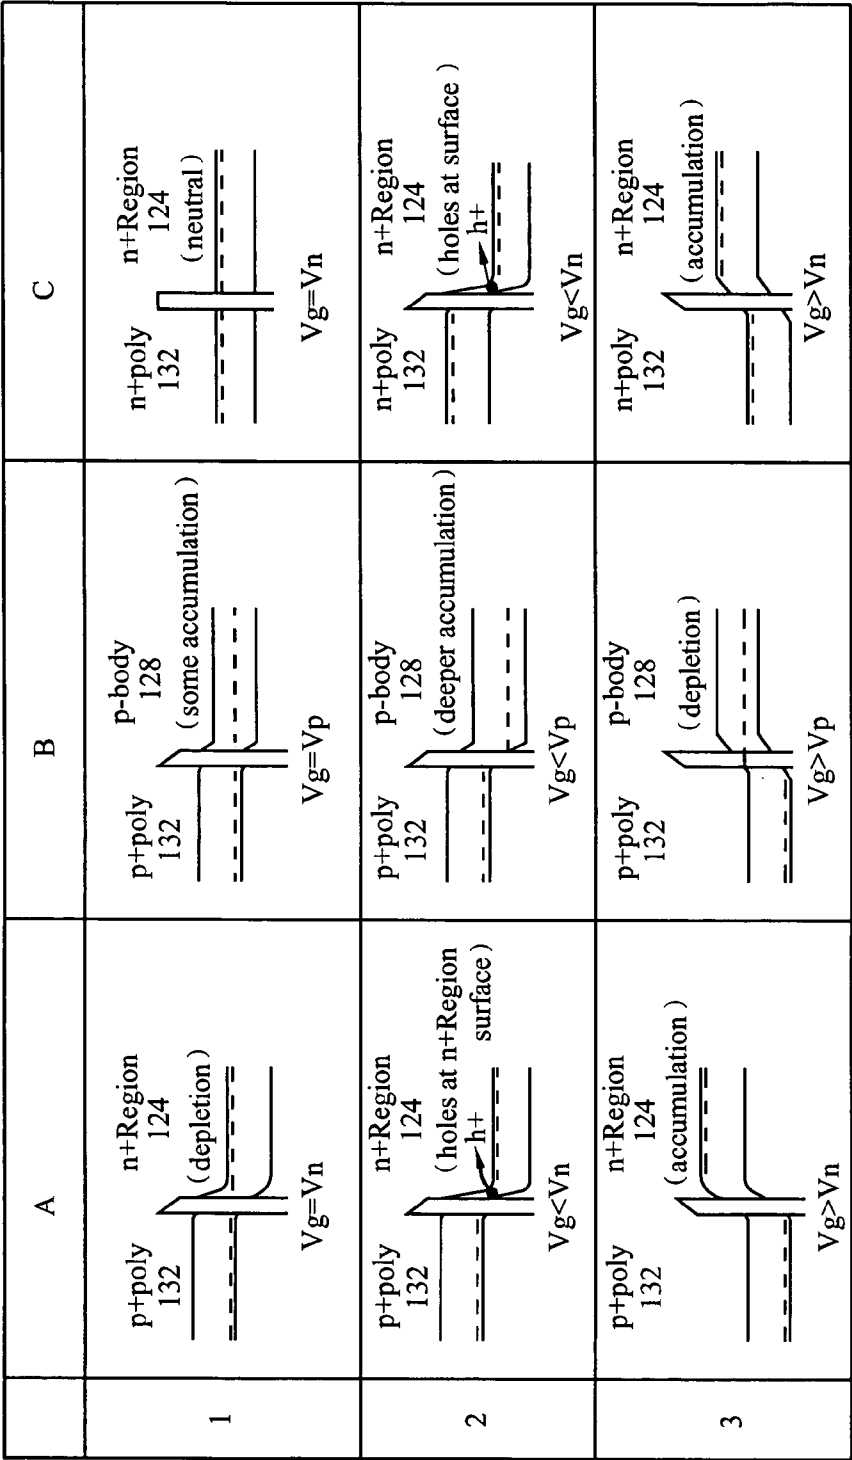 A
B
C
1
p+poly
132
n+Region
124
(depletion)
Vg=Vn
p+poly
132
p-body
128
(some accumulation)
Vg=Vp
n+poly
132
n+Region
124
(neutral)
Vg=Vn
2
p+poly
132
n+Region
124
(holes at n+Region
surface)
h+
Vg<Vn
p+poly
132
p-body
128
(deeper accumulation)
Vg<Vp
n+poly
132
n+Region
124
(holes at surface)
h+
Vg<Vn
3
p+poly
132
n+Region
124
(accumulation)
Vg>Vn
p+poly
132
p-body
128
(depletion)
Vg>Vp
n+poly
132
n+Region
124
(accumulation)
Vg>Vn